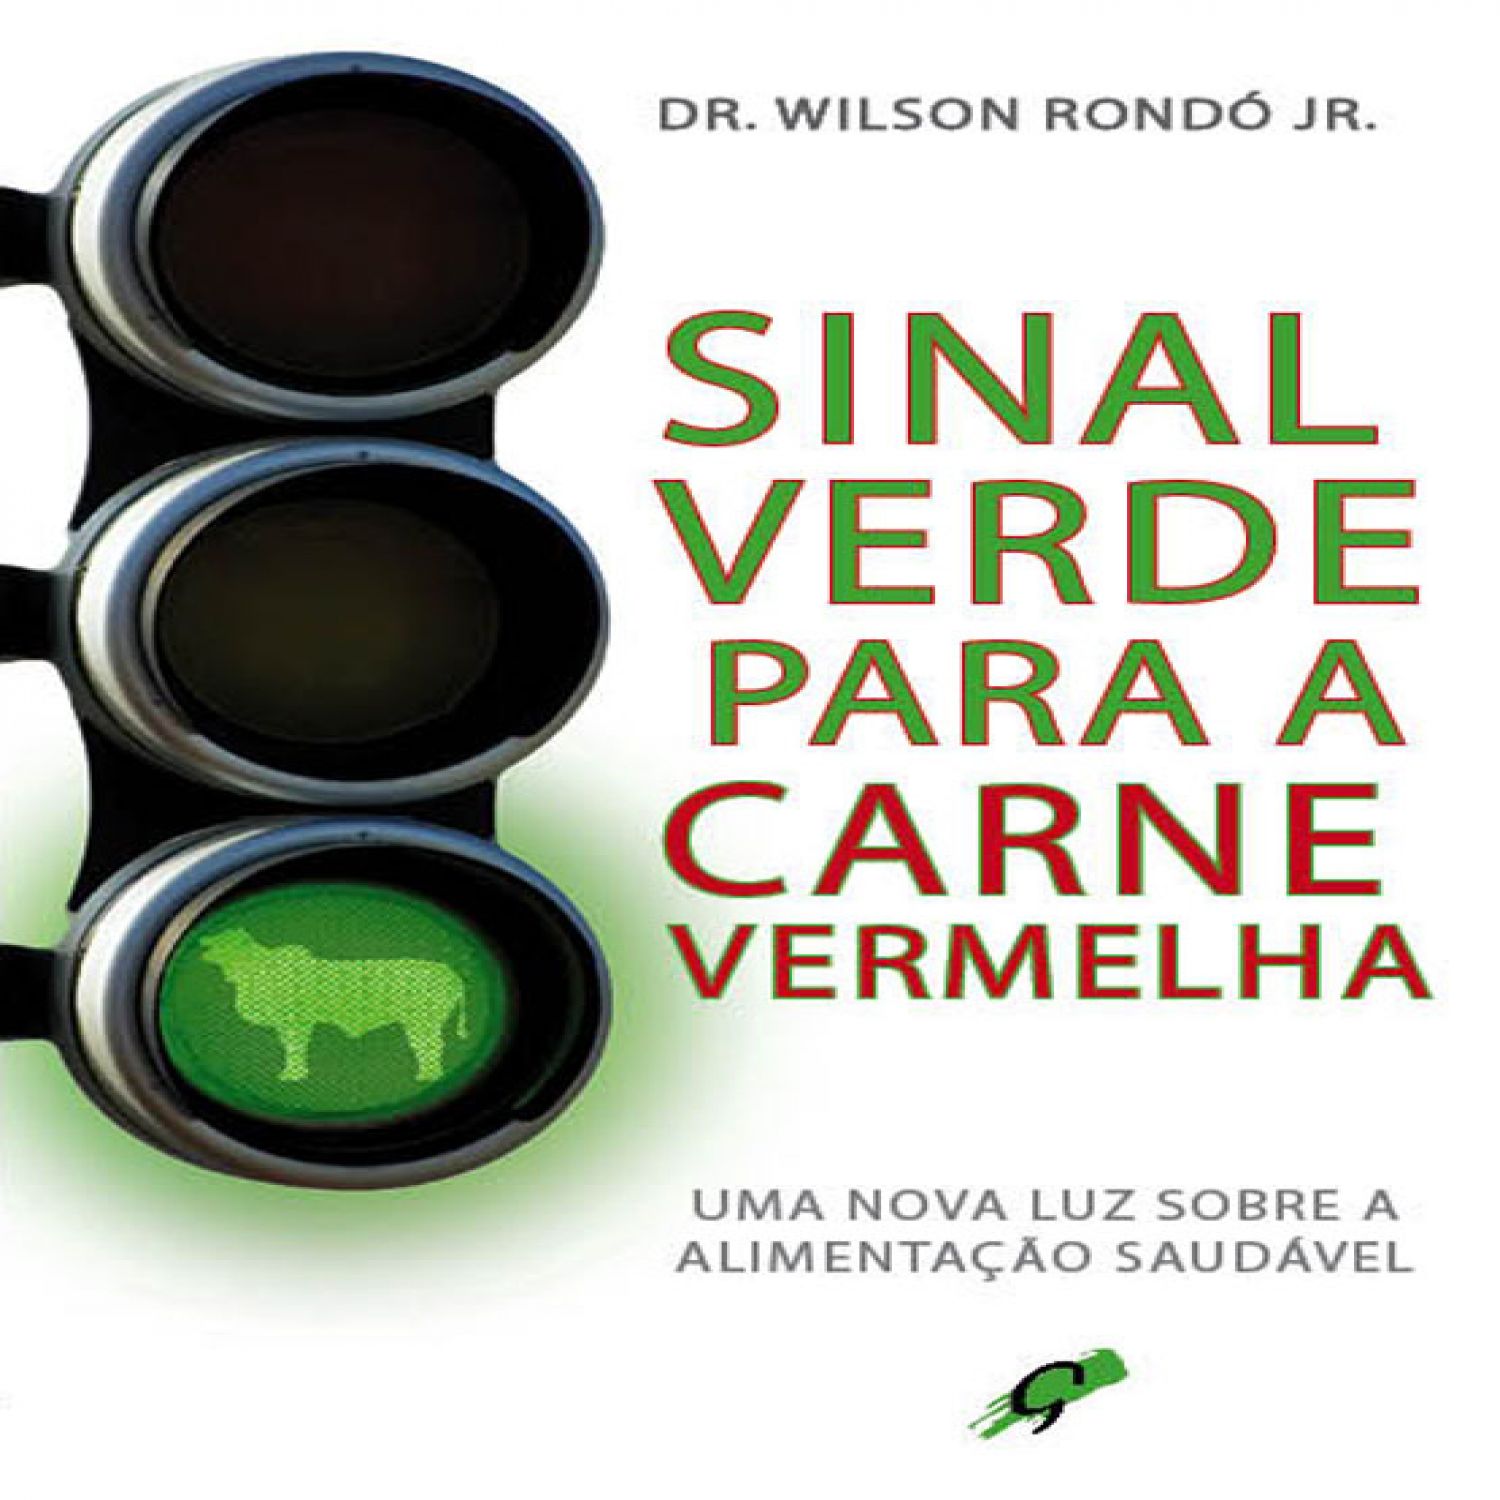 DR. WILSON RONDÓ JR.
SINAL
VERDE
PARA A
CARNE
VERMELHA
UMA NOVA LUZ SOBRE A
ALIMENTAÇÃO SAUDÁVEL